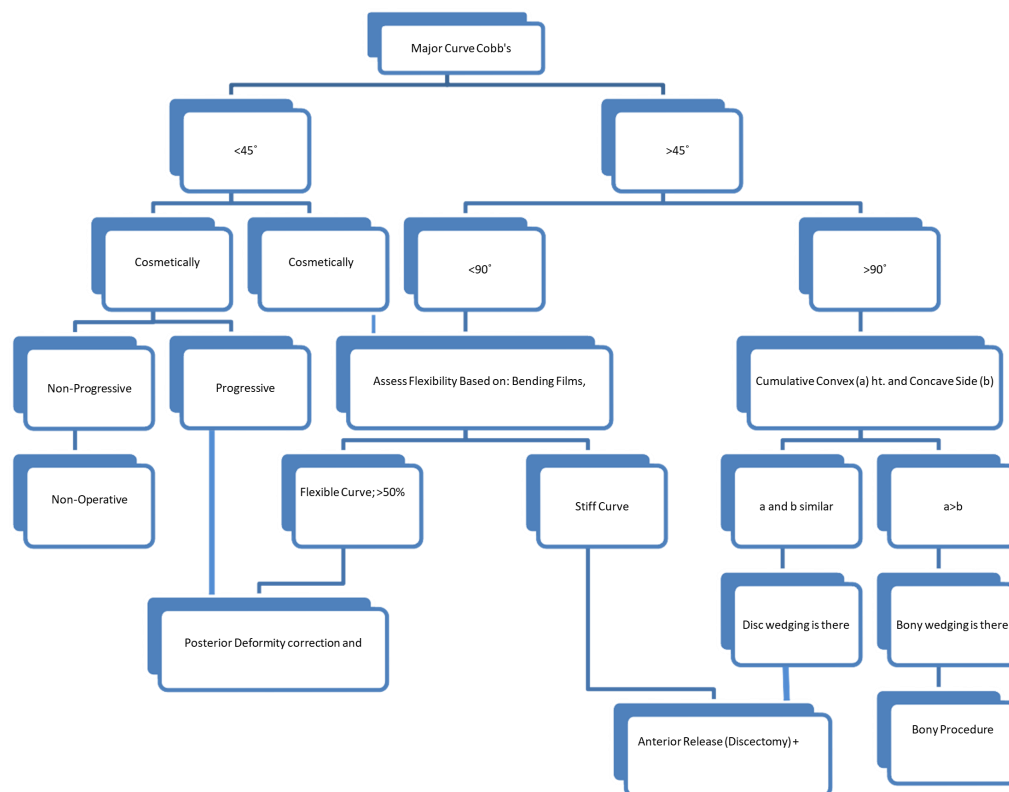 Major Curve Cobb's
<45°
>45°
Cosmetically
Cosmetically
<90°
>90°
Non-Progressive
Progressive
Assess Flexibility Based on: Bending Films,
Cumulative Convex (a) ht. and Concave Side (b)
Non-Operative
Flexible Curve; >50%
Stiff Curve
a and b similar
a>b
Posterior Deformity correction and
Disc wedging is there
Bony wedging is there
Anterior Release (Discectomy) +
Bony Procedure